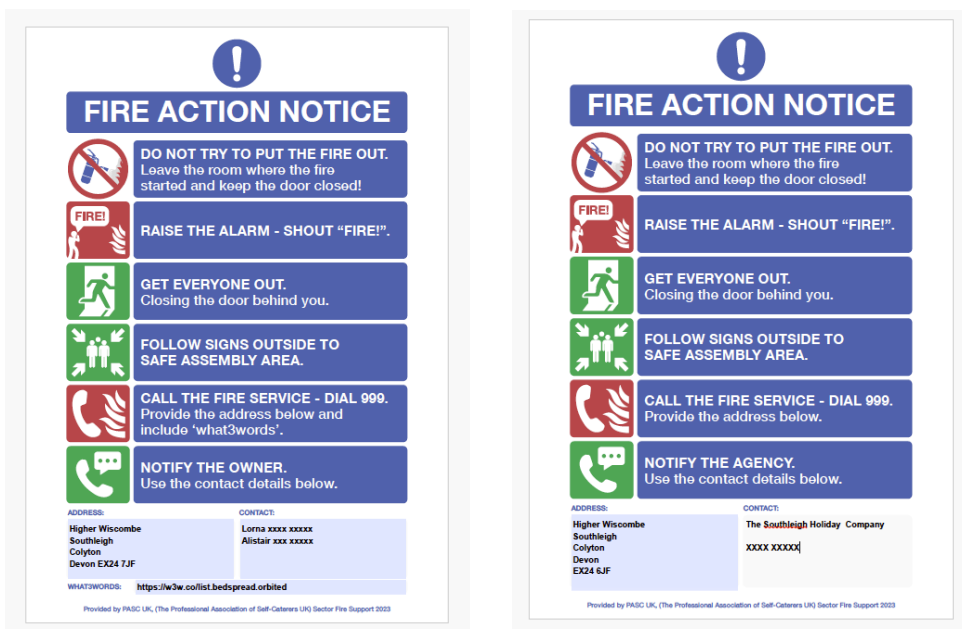 FIRE ACTION NOTICE
DO NOT TRY TO PUT THE FIRE OUT.
Leave the room where the fire
started and keep the door closed!
FIRE!
RAISE THE ALARM - SHOUT “FIRE!”.
GET EVERYONE OUT.
Closing the door behind you.
FOLLOW SIGNS OUTSIDE TO
SAFE ASSEMBLY AREA.
CALL THE FIRE SERVICE - DIAL 999.
Provide the address below and
include ‘what3words’.
NOTIFY THE OWNER.
Use the contact details below.
ADDRESS:
Higher Wiscombe
Southleigh
Colyton
Devon EX24 7JF
CONTACT:
Lorna xxxx xxxxx
Alistair xxx xxxxx
WHAT3WORDS: https://w3w.co/list.bedspread.orbited
Provided by PASC UK, (The Professional Association of Self-Caterers UK) Sector Fire Support 2023
FIRE ACTION NOTICE
DO NOT TRY TO PUT THE FIRE OUT.
Leave the room where the fire
started and keep the door closed!
FIRE!
RAISE THE ALARM - SHOUT “FIRE!”.
GET EVERYONE OUT.
Closing the door behind you.
FOLLOW SIGNS OUTSIDE TO
SAFE ASSEMBLY AREA.
CALL THE FIRE SERVICE - DIAL 999.
Provide the address below.
NOTIFY THE AGENCY.
Use the contact details below.
ADDRESS:
Higher Wiscombe
Southleigh
Colyton
Devon
EX24 6JF
CONTACT:
The Southleigh Holiday Company
XXXX XXXXX
Provided by PASC UK, (The Professional Association of Self-Caterers UK) Sector Fire Support 2023